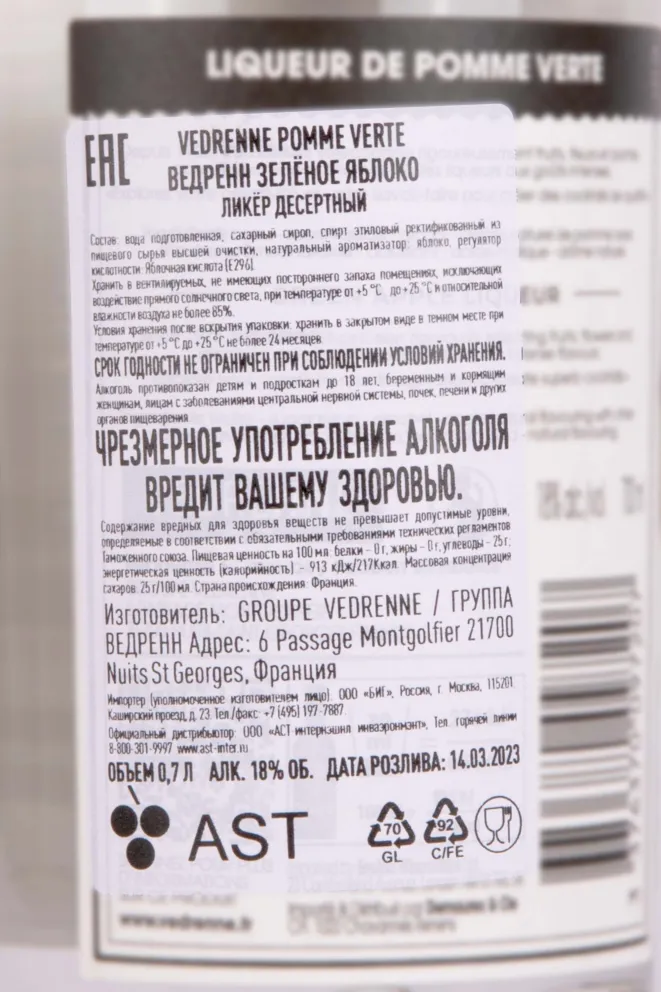 LIQUEUR DE POMME VERTE
EAC
VEDRENNE POMME VERTE
ВЕДРЕНН ЗЕЛЁНОЕ ЯБЛОКО
ЛИКЁР ДЕСЕРТНЫЙ
Состав: вода подготовленная, сахарный сироп, спирт этиловый ректификованный из
пищевого сырья высшей очистки, натуральный ароматизатор: яблоко, регулятор
кислотности: Яблочная кислота (Е296).
Хранить в вентилируемых, не имеющих постороннего запаха помещениях, исключающих
воздействие прямого солнечного света, при температуре от +5 °C до +25 °C и относительной
влажности воздуха не более 85%.
Условия хранения после вскрытия упаковки: хранить в закрытом виде в темном месте при
температуре от +5 °C до +25 °C не более 24 месяцев.
СРОК ГОДНОСТИ НЕ ОГРАНИЧЕН ПРИ СОБЛЮДЕНИИ УСЛОВИЙ ХРАНЕНИЯ.
Алкоголь противопоказан детям и подросткам до 18 лет, беременным и кормящим
женщинам, лицам с заболеваниями центральной нервной системы, почек, печени и других
органов пищеварения.
ЧРЕЗМЕРНОЕ УПОТРЕБЛЕНИЕ АЛКОГОЛЯ
ВРЕДИТ ВАШЕМУ ЗДОРОВЬЮ.
Содержание вредных для здоровья веществ не превышает допустимые уровни,
определяемые в соответствии с обязательными требованиями технических регламентов
Таможенного союза. Пищевая ценность на 100 мл: белки – 0 г, жиры – 0 г, углеводы – 25 г;
энергетическая ценность (калорийность) – 913 кДж/217Ккал. Массовая концентрация
сахаров: 25 г/100 мл. Страна происхождения: Франция.
Изготовитель: GROUPE VEDRENNE / ГРУППА
ВЕДРЕНН Адрес: 6 Passage Montgolfier 21700
Nuits St Georges, Франция
Импортер (уполномоченное изготовителем лицо): ООО «БИГ», Россия, г. Москва, 115201
Каширский проезд, д. 23. Тел./факс: +7 (495) 197-7887.
Официальный дистрибьютор: ООО «АСТ-интернэшнл инваэронмэнт», Тел. горячей линии
8-800-301-9997 www.ast-inter.ru
ОБЪЕМ 0,7 Л АЛК. 18% ОБ. ДАТА РОЗЛИВА: 14.03.2023
AST
70
GL
92
C/FE
www.vedrenne.fr